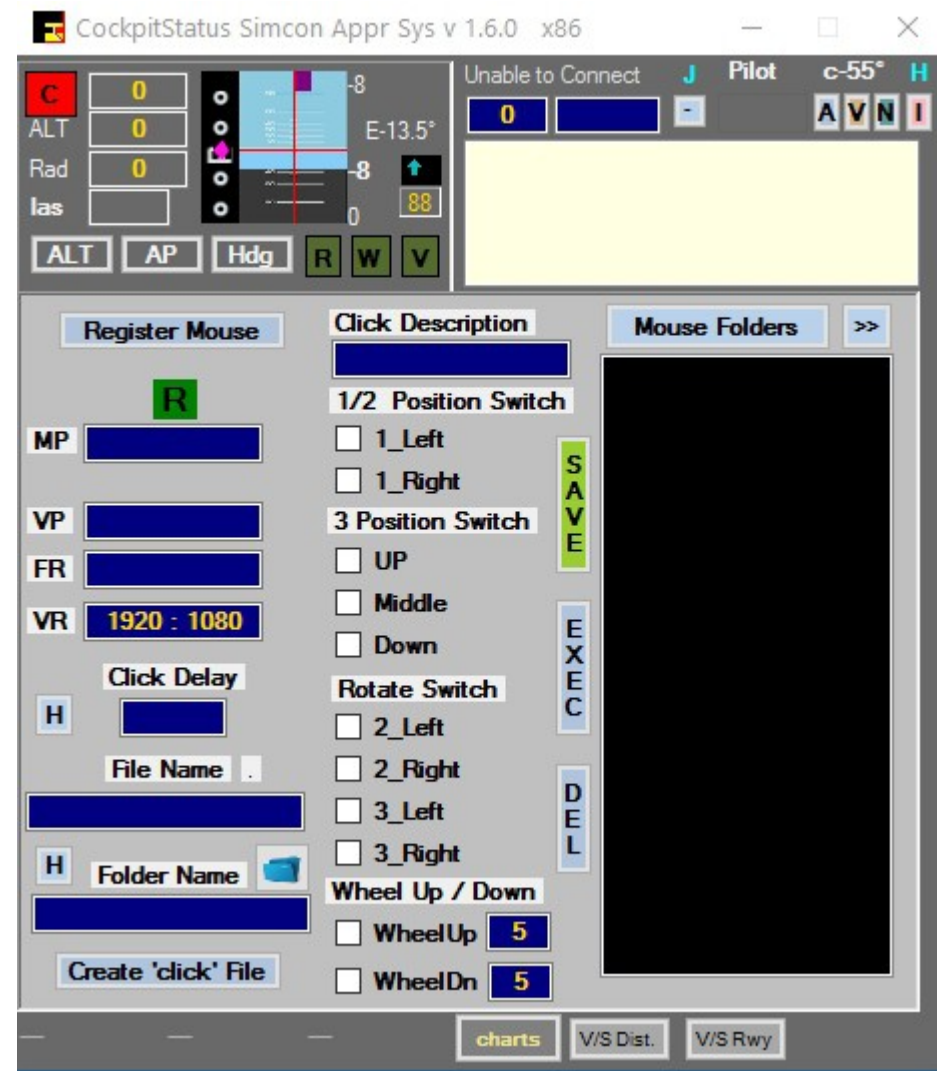 CockpitStatus Simcon Appr Sys v 1.6.0 x86
C 0
ALT 0
Rad 0
Ias
-8
E-13.5°
-8
0
88
ALT AP Hdg R W V
Unable to Connect J Pilot c-55° H
0 - A V N I
Register Mouse
R
MP
VP
FR
VR 1920 : 1080
Click Delay
H
File Name .
H Folder Name
Create 'click' File
Click Description
1/2 Position Switch
1_Left
1_Right
3 Position Switch
UP
Middle
Down
Rotate Switch
2_Left
2_Right
3_Left
3_Right
Wheel Up / Down
WheelUp 5
WheelDn 5
SAVE
EXEC
DEL
Mouse Folders >>
charts V/S Dist. V/S Rwy